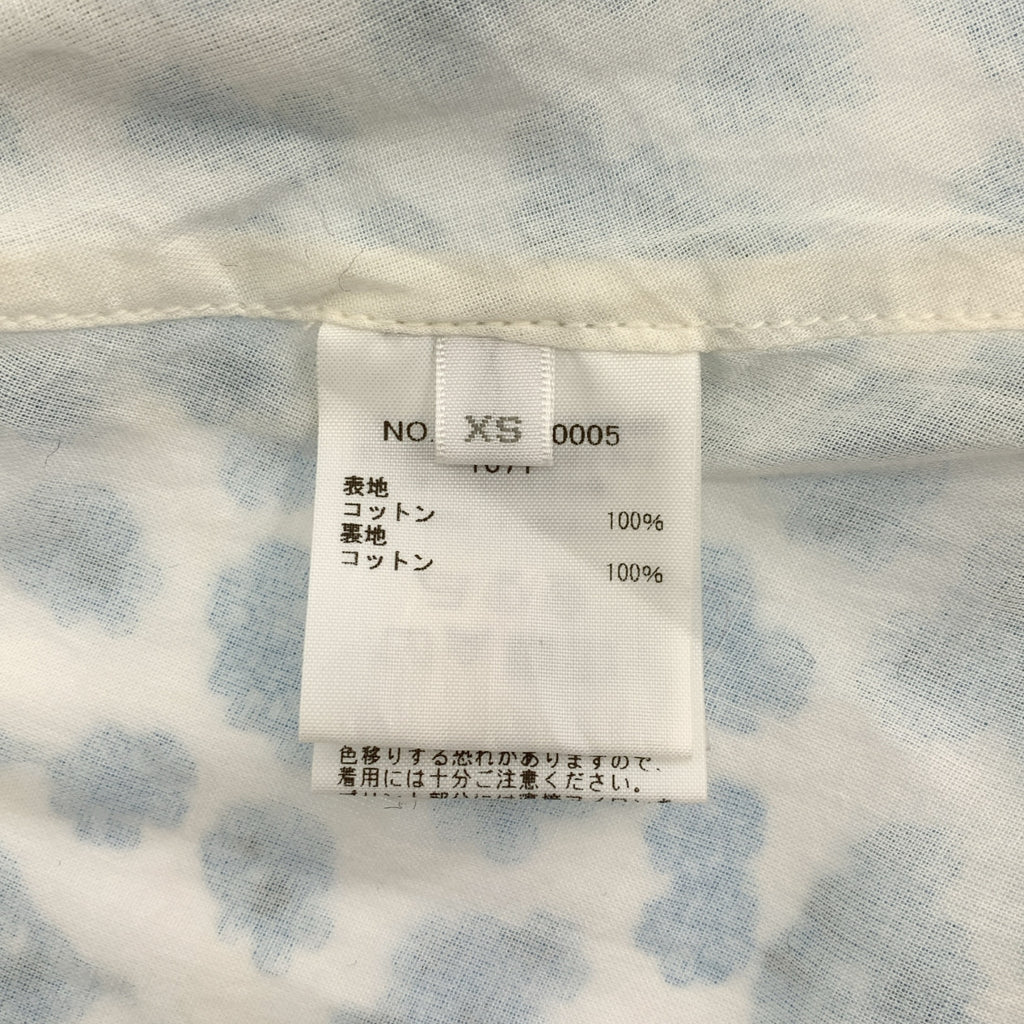 XS
NO. 0005
表地
コットン 100%
裏地
コットン 100%
色移りする恐れがありますので、
着用には十分ご注意ください。